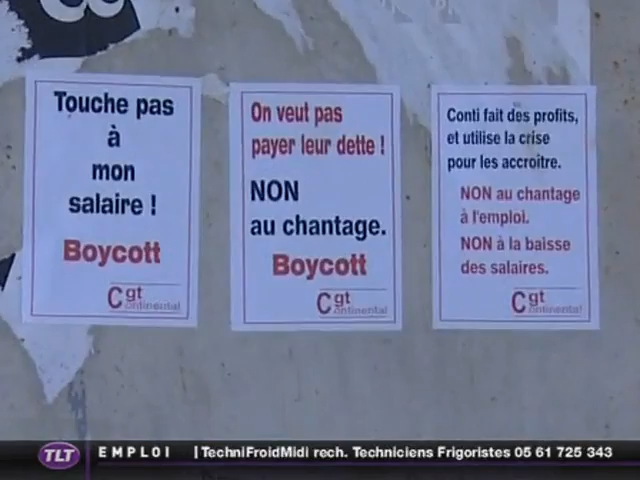 Touche pas
à
mon
salaire !
Boycott
Cgt
Continental
On veut pas
payer leur dette !
NON
au chantage.
Boycott
Cgt
Continental
Conti fait des profits,
et utilise la crise
pour les accroitre.
NON au chantage
à l'emploi.
NON à la baisse
des salaires.
Cgt
Continental
TLT EMPLOI | TechniFroidMidi rech. Techniciens Frigoristes 05 61 725 343